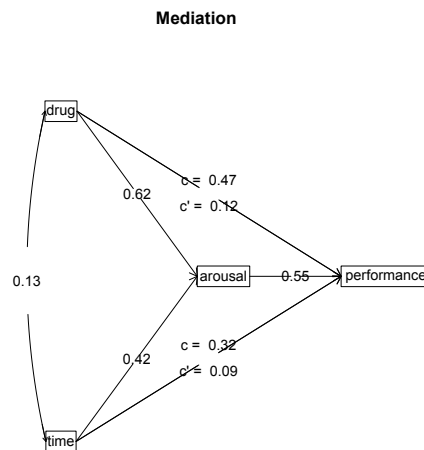 Mediation
drug
c = 0.47
0.62
c' = 0.12
0.13
arousal
0.55
performance
c = 0.32
0.42
c' = 0.09
time